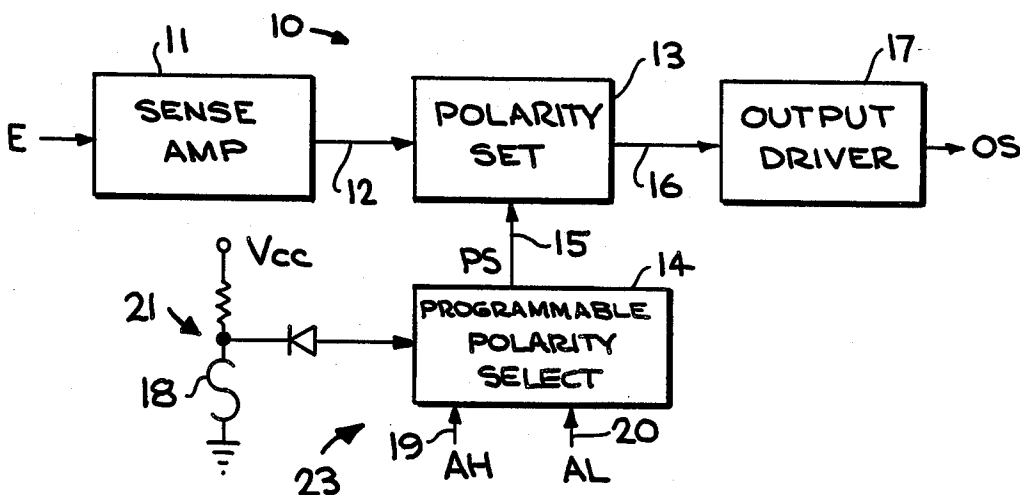 10
11
13
17
E
SENSE
AMP
POLARITY
SET
OUTPUT
DRIVER
OS
12
16
15
PS
14
Vcc
21
PROGRAMMABLE
POLARITY
SELECT
18
19
20
23
AH
AL